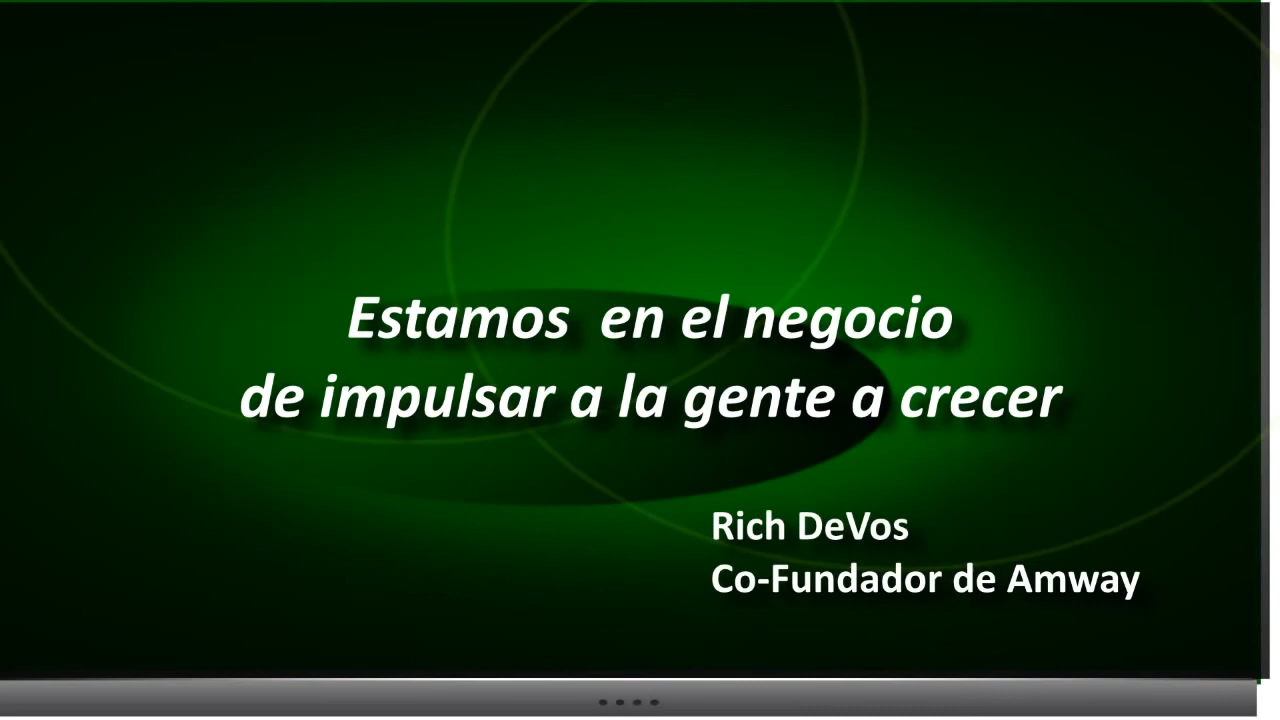 Estamos  en el negocio
de impulsar a la gente a crecer
Rich DeVos
Co-Fundador de Amway